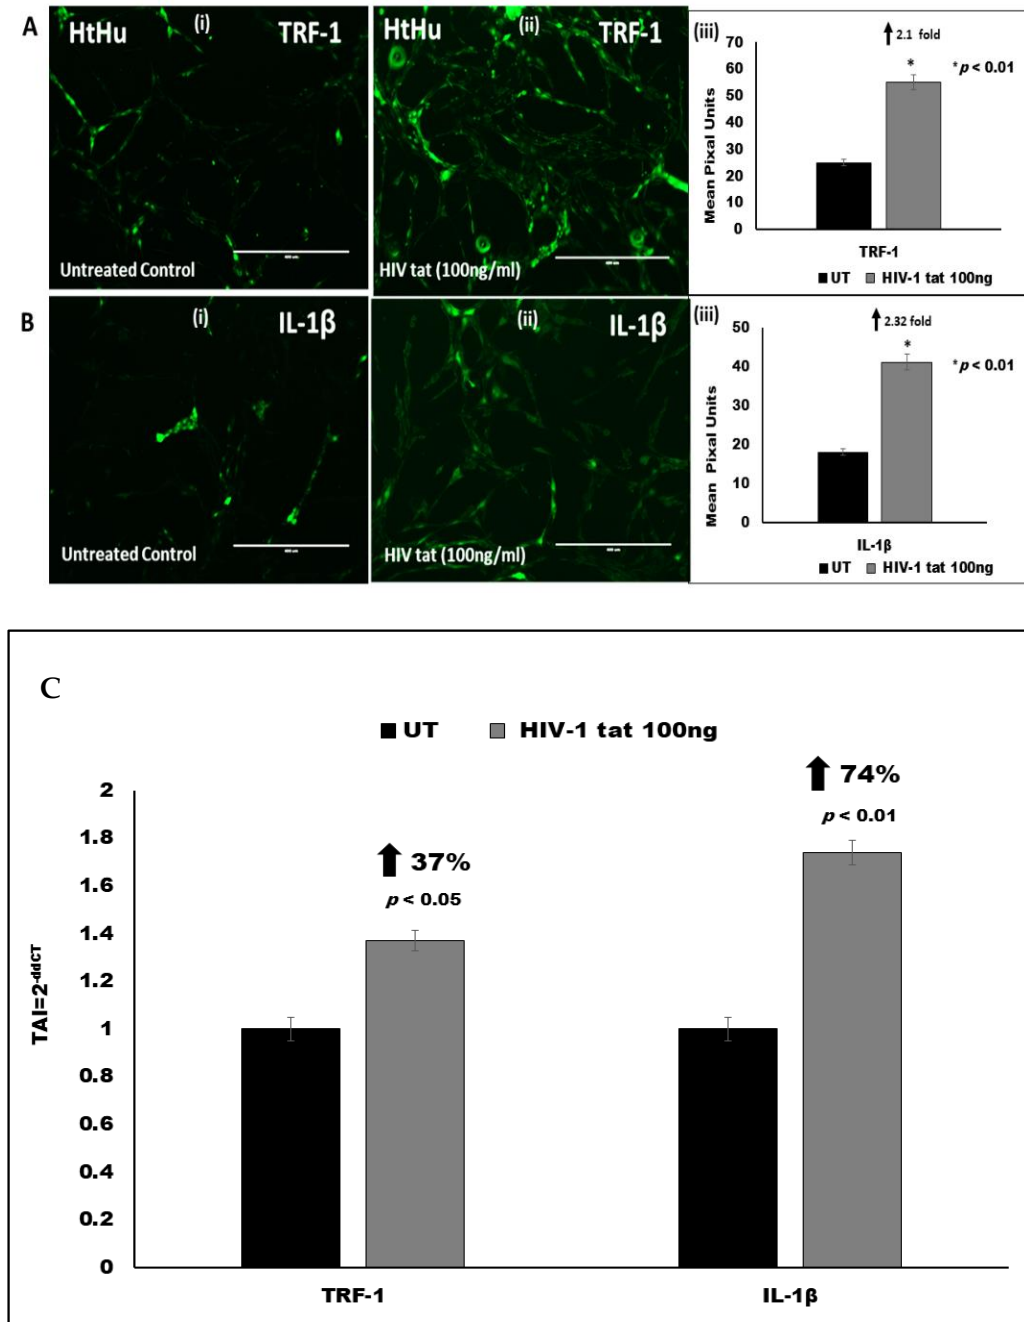 A
HtHu (i) TRF-1
Untreated Control
HtHu (ii) TRF-1
HIV tat (100ng/ml)
(iii)
2.1 fold
*
*p < 0.01
70
60
50
40
30
20
10
0
Mean Pixal Units
TRF-1
UT HIV-1 tat 100ng
B
(i) IL-1β
Untreated Control
(ii) IL-1β
HIV tat (100ng/ml)
(iii)
2.32 fold
*
*p < 0.01
50
40
30
20
10
0
Mean Pixal Units
IL-1β
UT HIV-1 tat 100ng
C
UT HIV-1 tat 100ng
74%
p < 0.01
37%
p < 0.05
2
1.8
1.6
1.4
1.2
1
0.8
0.6
0.4
0.2
0
TAI=2^-ddCT
TRF-1 IL-1β